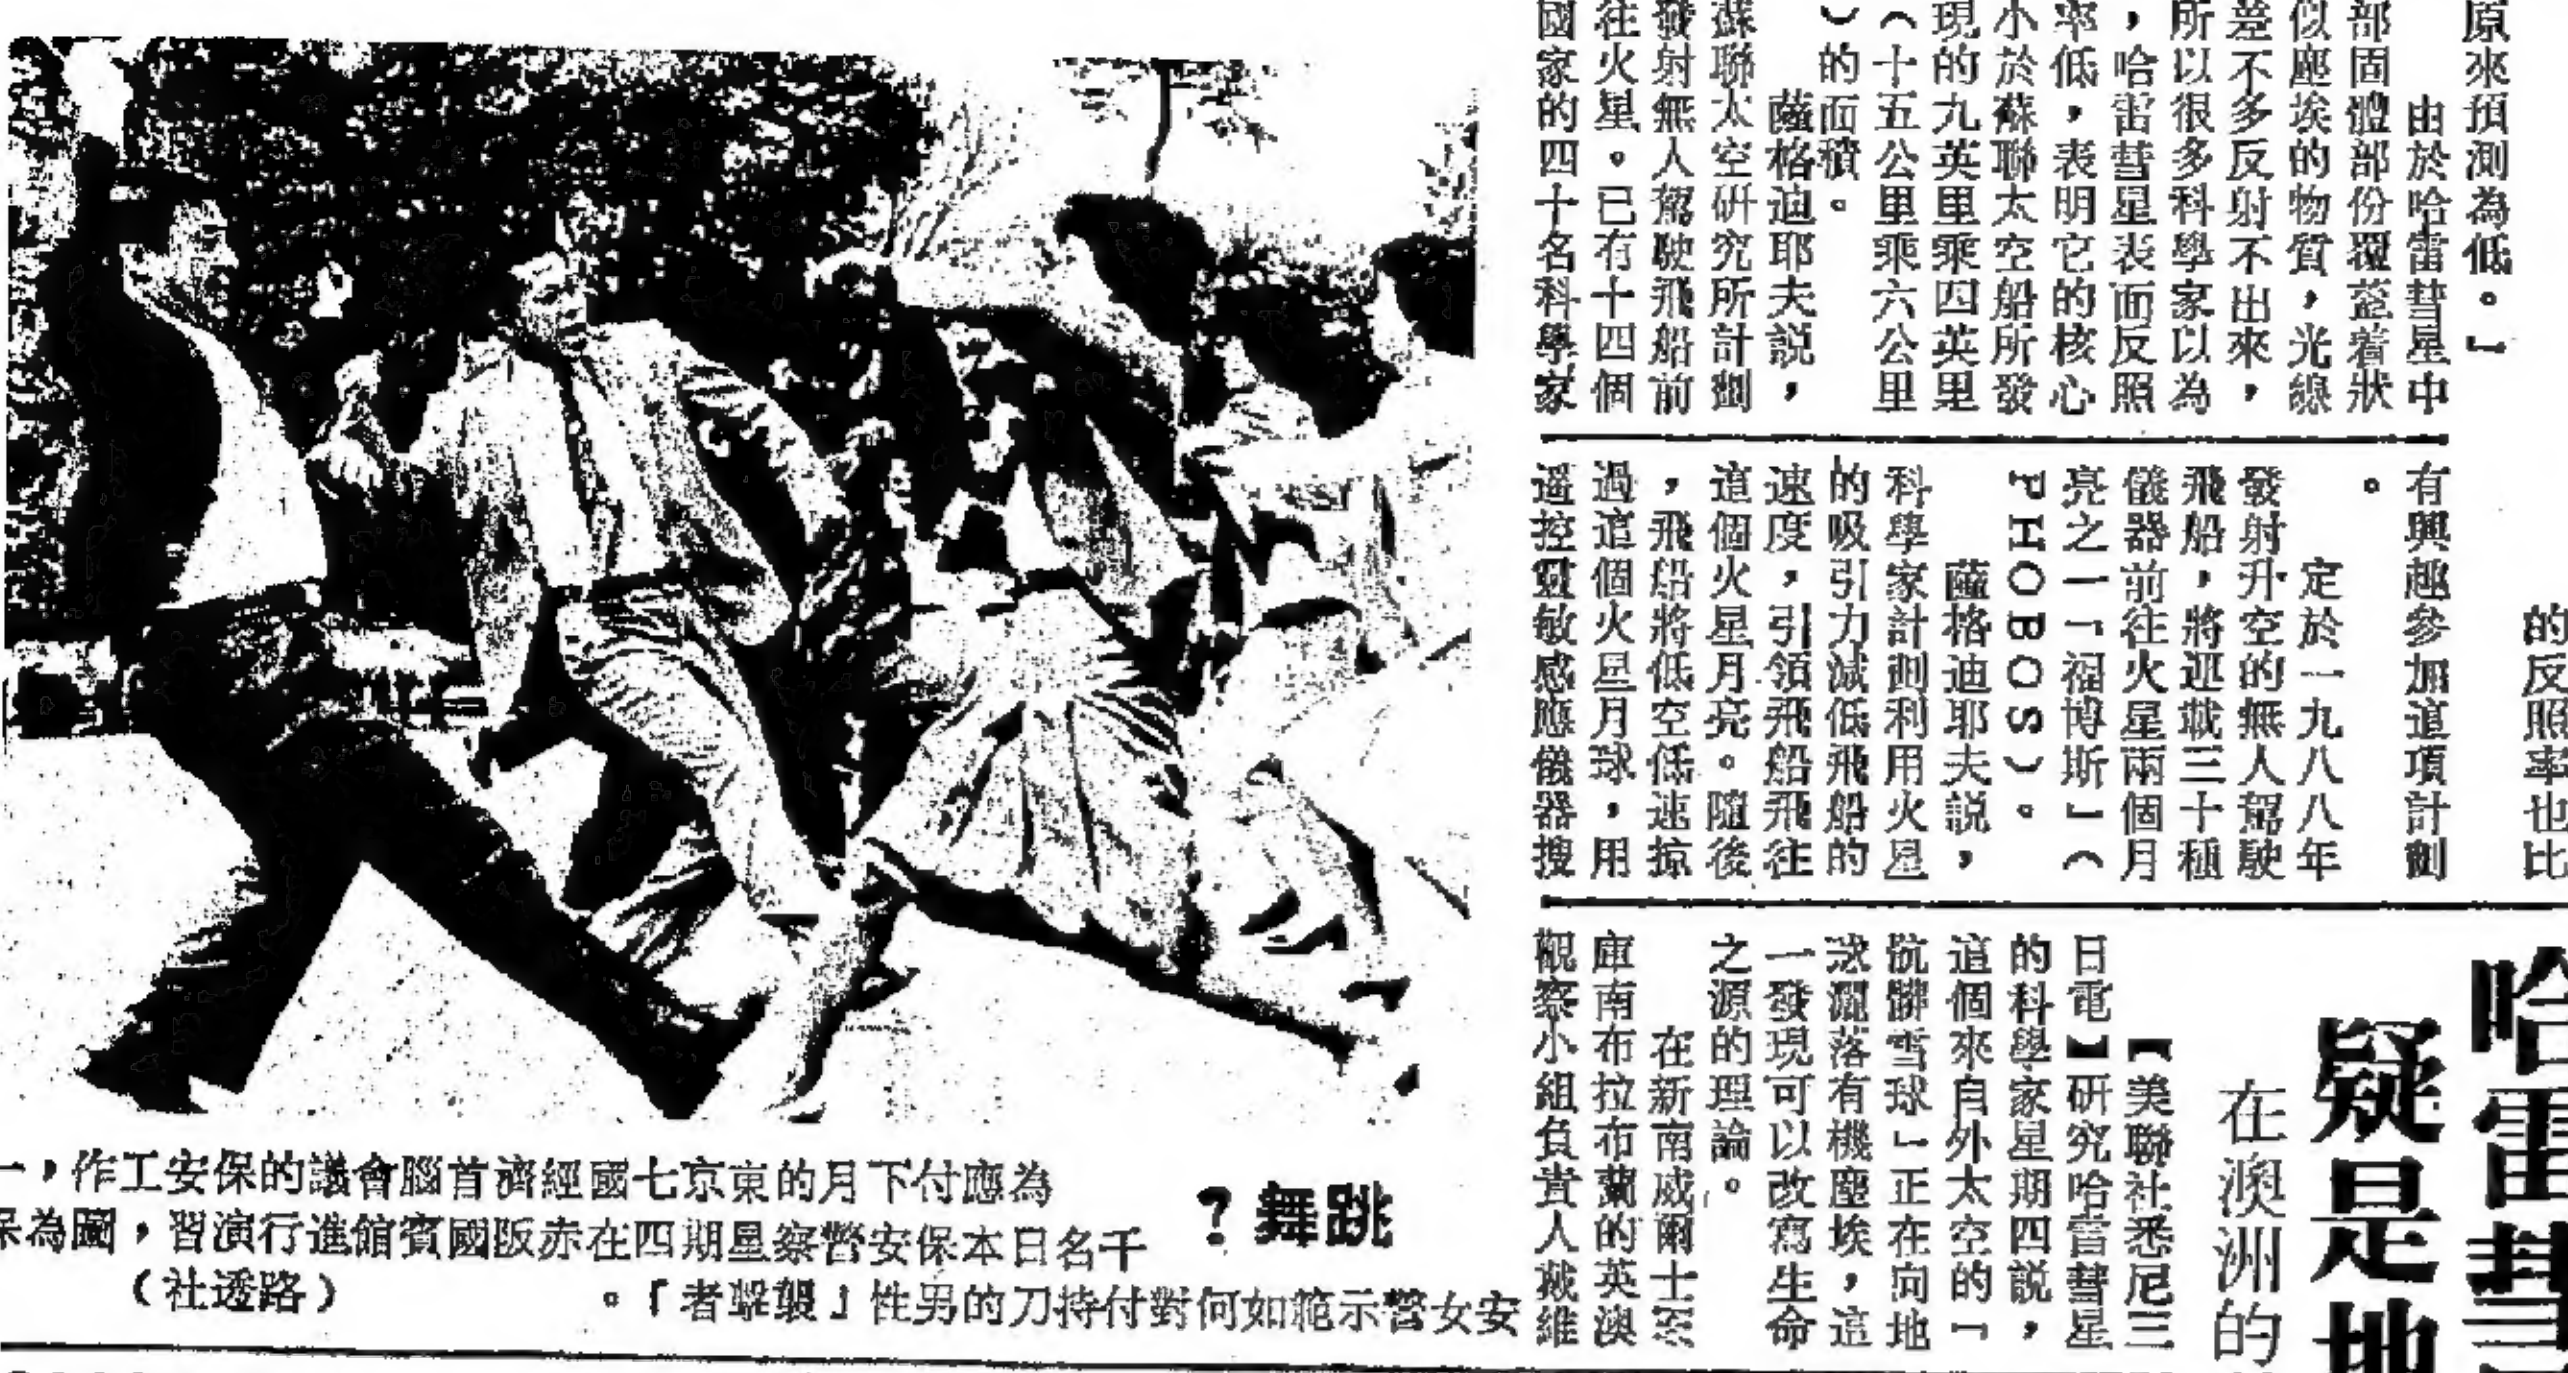 原來預測為低。」
由於哈雷彗星中
部固體部份覆蓋着狀
似塵埃的物質，光線
差不多反射不出來，
所以很多科學家以為
，哈雷彗星表面反照
率低，表明它的核心
小於蘇聯太空船所發
現的九英里乘四英里
（十五公里乘六公里
）的面積。
薩格迪耶夫説，
蘇聯太空研究所計劃
發射無人駕駛飛船前
往火星。已有十四個
國家的四十名科學家
的反照率也比
有興趣參加這項計劃
。
定於一九八八年
發射升空的無人駕駛
飛船，將運載三十種
儀器前往火星兩個月
亮之一「福博斯」（
PHOBOS）。
薩格迪耶夫説，
科學家計劃利用火星
的吸引力減低飛船的
速度，引領飛船飛往
這個火星月亮。隨後
，飛船將低空低速掠
過這個火星月球，用
遥控靈敏感應儀器搜
哈雷彗
疑是地
在澳洲的
【美聯社悉尼三
日電】研究哈雷彗星
的科學家星期四說，
這個來自外太空的「
骯髒雪球」正在向地
球灑落有機塵埃，這
一發現可以改寫生命
之源的理論。
在新南威爾士
庫南布拉布蘭的英澳
觀察小組負責人戴維
跳舞？
為應付下月的東京七國經濟首腦會議的保安工作，一
千名日本保安警察星期四在赤阪國賓館進行演習，圖為保
安女警示範如何對付持刀的男性「襲擊者」。
（路透社）